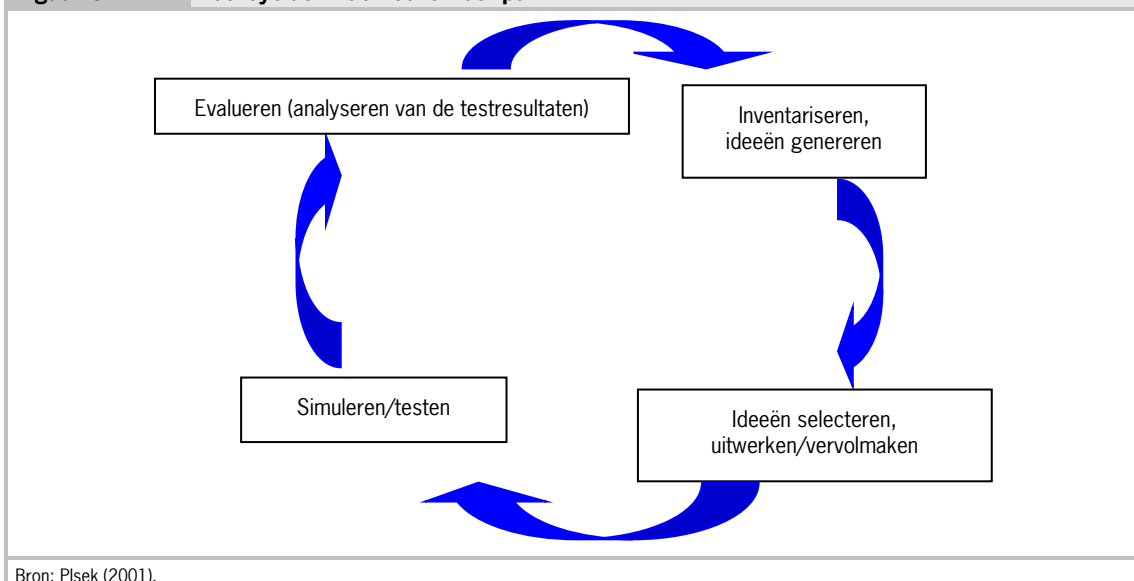 Evalueren (analyseren van de testresultaten)
Inventariseren,
ideeën genereren
Simuleren/testen
Ideeën selecteren,
uitwerken/vervolmaken
Bron: Plsek (2001).